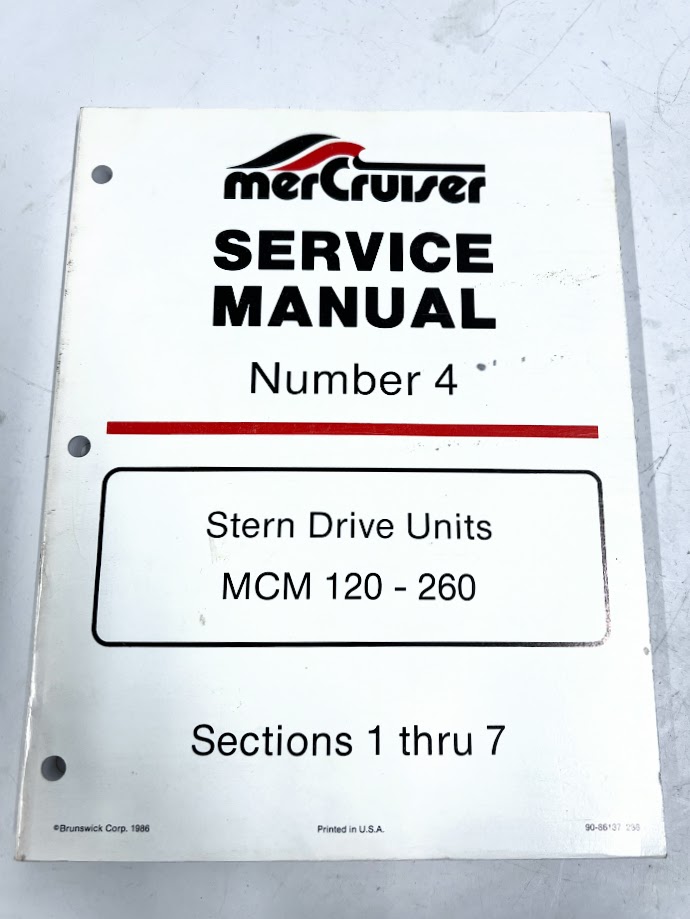 merCruiser
SERVICE
MANUAL
Number 4
Stern Drive Units
MCM 120 - 260
Sections 1 thru 7
©Brunswick Corp. 1986
Printed in U.S.A.